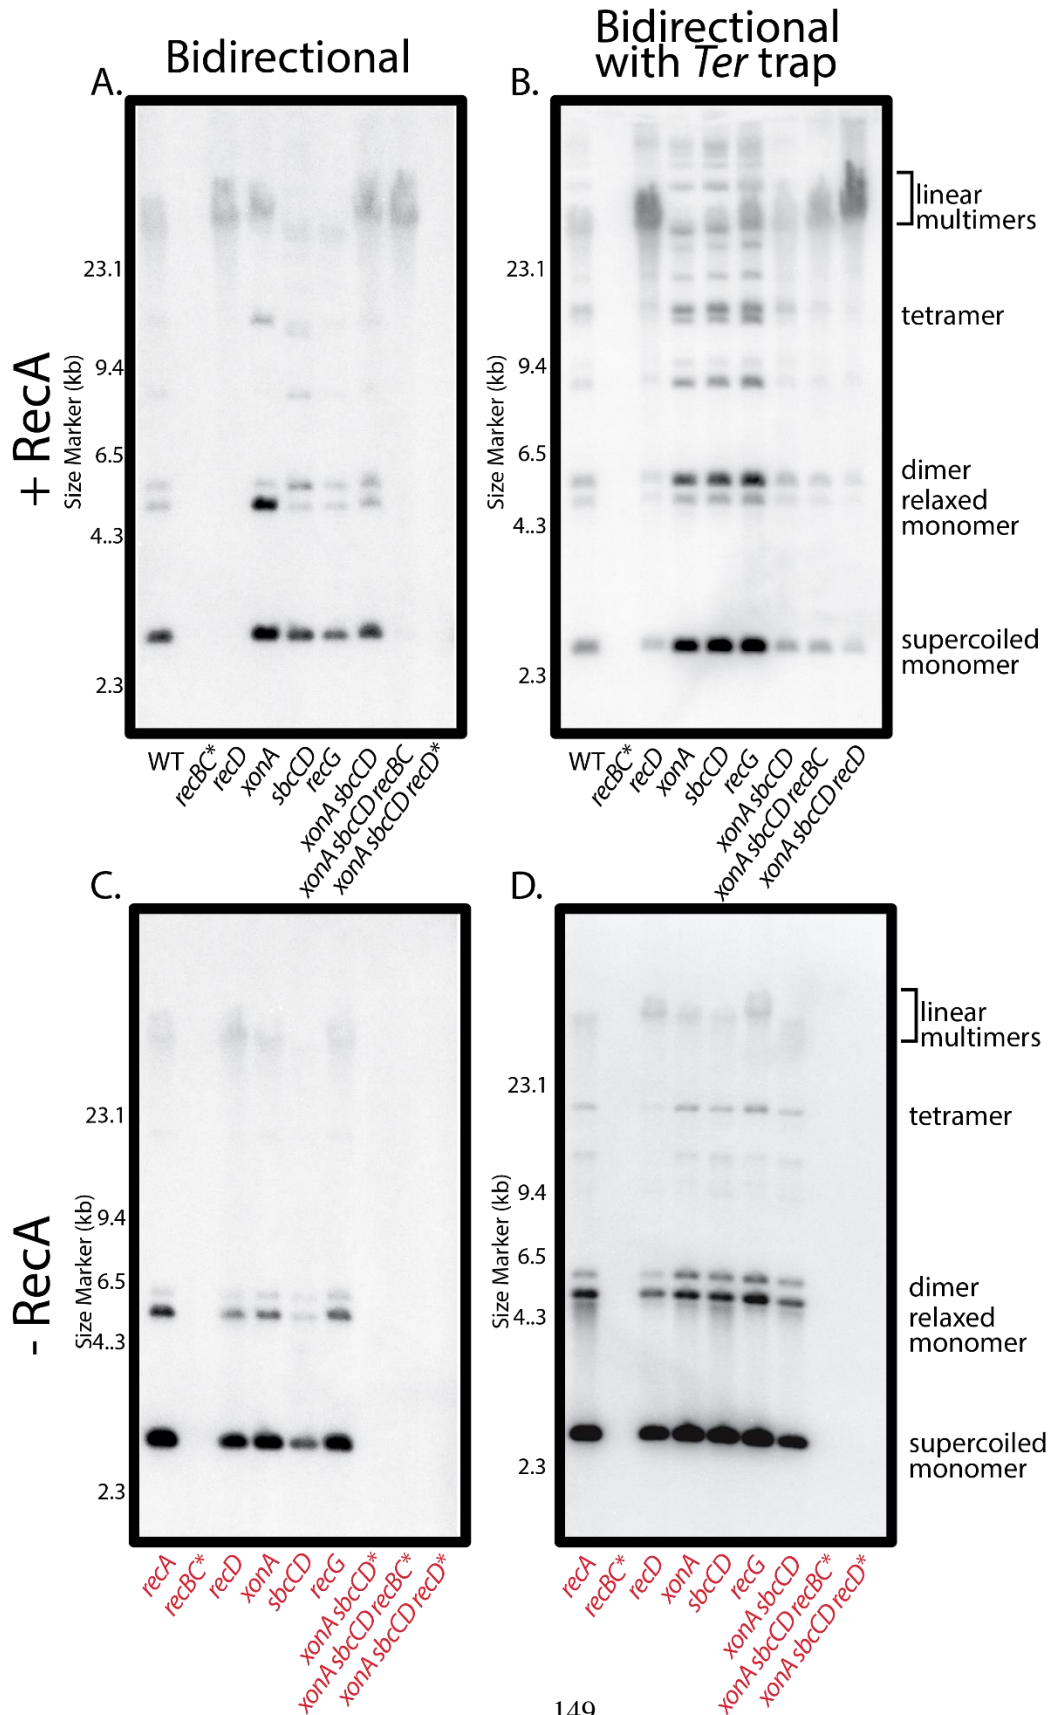 Bidirectional
Bidirectional
with Ter trap
A.
B.
+ RecA
Size Marker (kb)
23.1
9.4
6.5
4..3
2.3
Size Marker (kb)
23.1
9.4
6.5
4..3
2.3
linear
multimers
tetramer
dimer
relaxed
monomer
supercoiled
monomer
WT
recBC*
recD
xonA
sbcCD
recG
xonA sbcCD
xonA sbcCD recBC
xonA sbcCD recD*
WT
recBC*
recD
xonA
sbcCD
recG
xonA sbcCD
xonA sbcCD recBC
xonA sbcCD recD
C.
D.
- RecA
Size Marker (kb)
23.1
9.4
6.5
4..3
2.3
Size Marker (kb)
23.1
9.4
6.5
4..3
2.3
linear
multimers
tetramer
dimer
relaxed
monomer
supercoiled
monomer
recA
recBC*
recD
xonA
sbcCD
recG
xonA sbcCD*
xonA sbcCD recBC*
xonA sbcCD recD*
recA
recBC*
recD
xonA
sbcCD
recG
xonA sbcCD
xonA sbcCD recBC*
xonA sbcCD recD*
149